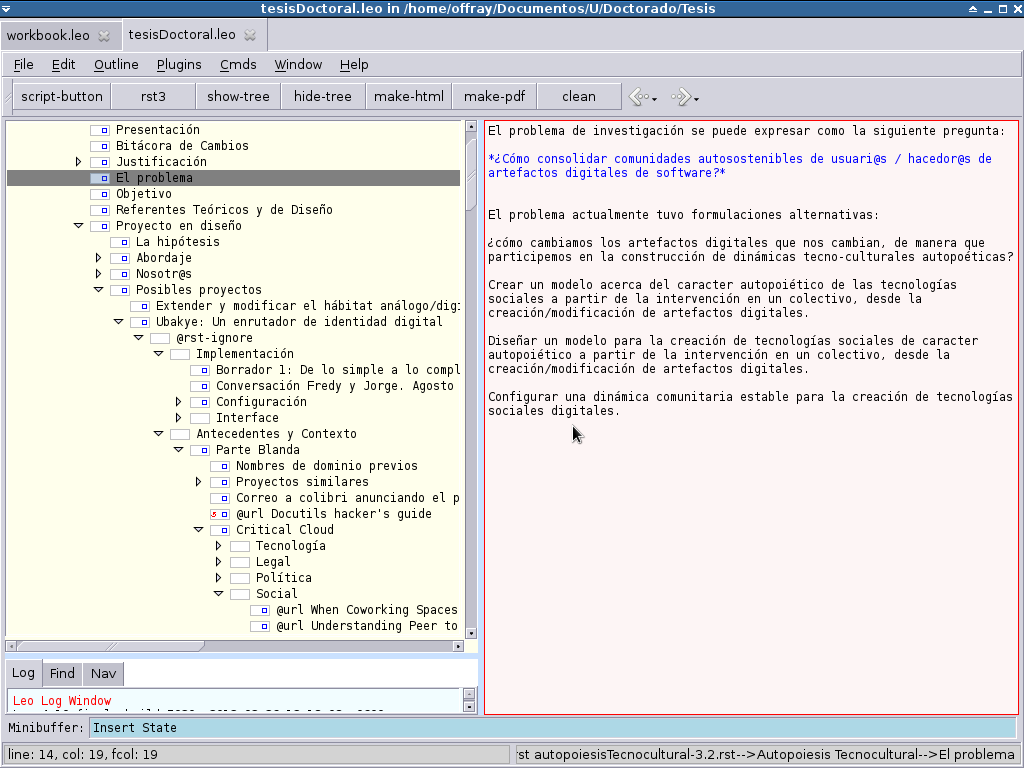 tesisDoctoral.leo in /home/offray/Documentos/U/Doctorado/Tesis
workbook.leo
tesisDoctoral.leo
File Edit Outline Plugins Cmds Window Help
script-button rst3 show-tree hide-tree make-html make-pdf clean
Presentación
Bitácora de Cambios
Justificación
El problema
Objetivo
Referentes Teóricos y de Diseño
Proyecto en diseño
La hipótesis
Abordaje
Nosotr@s
Posibles proyectos
Extender y modificar el hábitat análogo/dig
Ubakye: Un enrutador de identidad digital
@rst-ignore
Implementación
Borrador 1: De lo simple a lo compl
Conversación Fredy y Jorge. Agosto
Configuración
Interface
Antecedentes y Contexto
Parte Blanda
Nombres de dominio previos
Proyectos similares
Correo a colibri anunciando el p
@url Docutils hacker's guide
Critical Cloud
Tecnología
Legal
Política
Social
@url When Coworking Spaces
@url Understanding Peer to
El problema de investigación se puede expresar como la siguiente pregunta:
*¿Cómo consolidar comunidades autosostenibles de usuari@s / hacedor@s de
artefactos digitales de software?*
El problema actualmente tuvo formulaciones alternativas:
¿cómo cambiamos los artefactos digitales que nos cambian, de manera que
participemos en la construcción de dinámicas tecno-culturales autopoéticas?
Crear un modelo acerca del caracter autopoiético de las tecnologías
sociales a partir de la intervención en un colectivo, desde la
creación/modificación de artefactos digitales.
Diseñar un modelo para la creación de tecnologías sociales de caracter
autopoiético a partir de la intervención en un colectivo, desde la
creación/modificación de artefactos digitales.
Configurar una dinámica comunitaria estable para la creación de tecnologías
sociales digitales.
Log Find Nav
Leo Log Window
Minibuffer: Insert State
line: 14, col: 19, fcol: 19
st autopoiesisTecnocultural-3.2.rst-->Autopoiesis Tecnocultural-->El problema